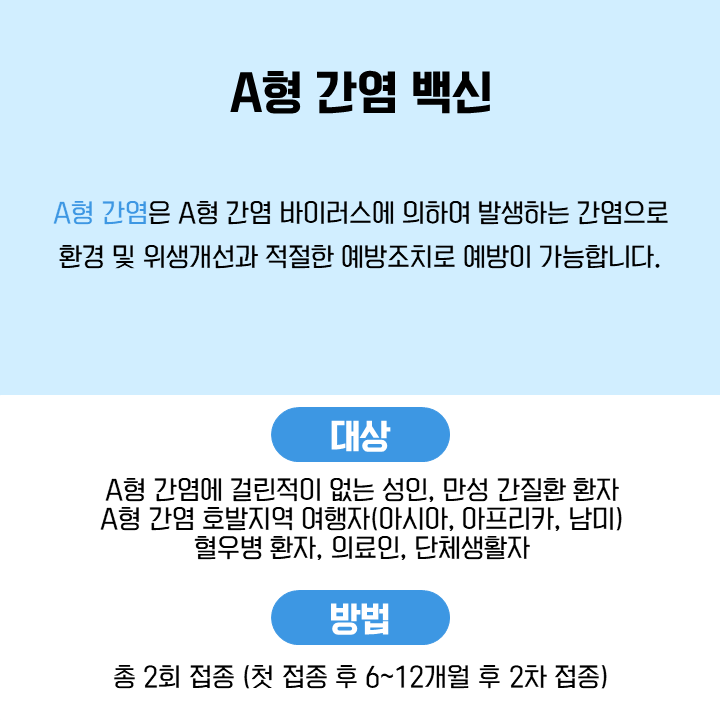 A형 간염 백신
A형 간염은 A형 간염 바이러스에 의하여 발생하는 간염으로
환경 및 위생개선과 적절한 예방조치로 예방이 가능합니다.
대상
A형 간염에 걸린적이 없는 성인, 만성 간질환 환자
A형 간염 호발지역 여행자(아시아, 아프리카, 남미)
혈우병 환자, 의료인, 단체생활자
방법
총 2회 접종 (첫 접종 후 6~12개월 후 2차 접종)